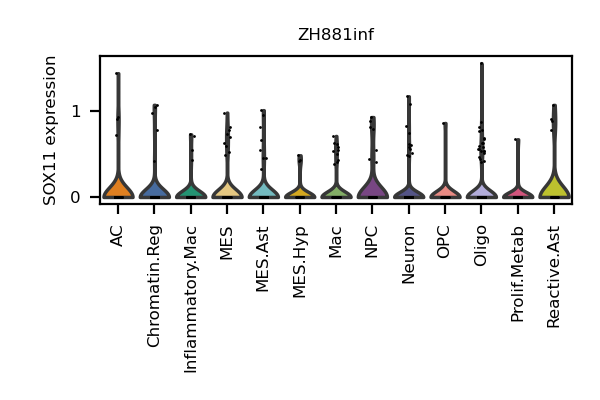 ZH881inf
SOX11 expression
1
0
AC
Chromatin.Reg
Inflammatory.Mac
MES
MES.Ast
MES.Hyp
Mac
NPC
Neuron
OPC
Oligo
Prolif.Metab
Reactive.Ast